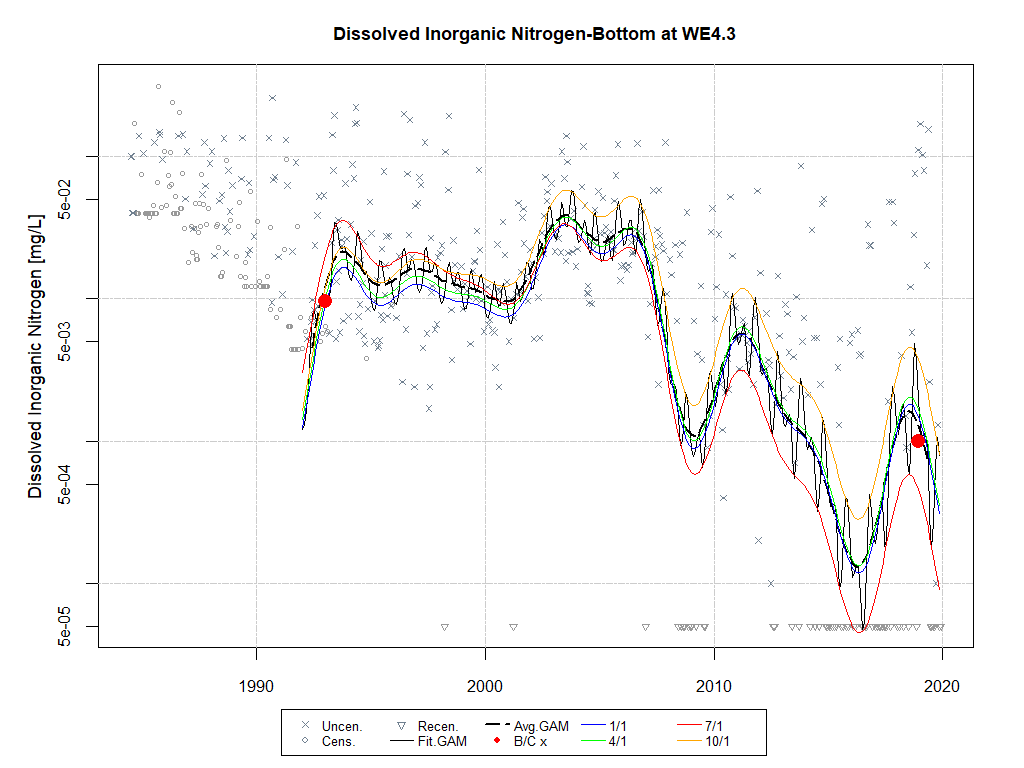 Dissolved Inorganic Nitrogen-Bottom at WE4.3
Dissolved Inorganic Nitrogen [mg/L]
5e-02
5e-03
5e-04
5e-05
1990 2000 2010 2020
Uncen. Recen. Avg.GAM 1/1 7/1
Cens. Fit.GAM B/C x 4/1 10/1